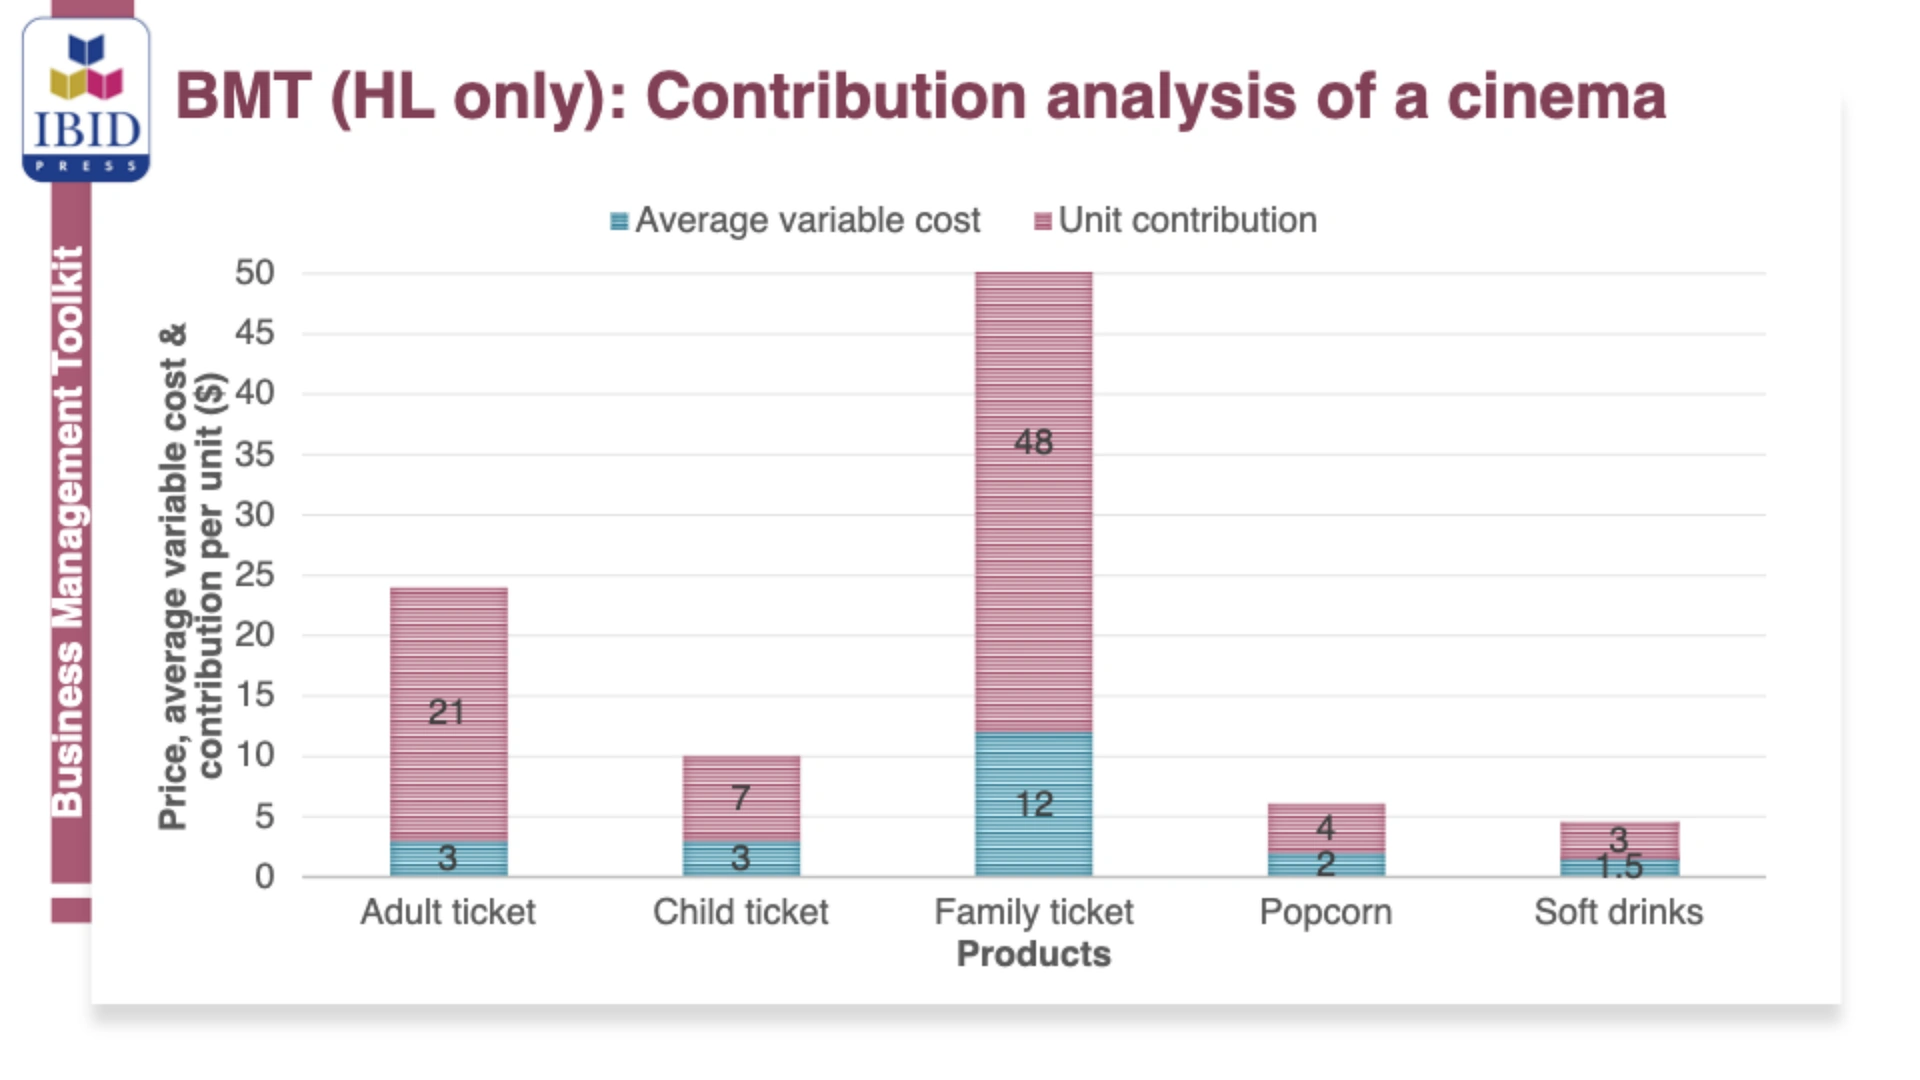 IBID
PRESS
BMT (HL only): Contribution analysis of a cinema
Business Management Toolkit
Average variable cost
Unit contribution
Price, average variable cost &
contribution per unit ($)
50
45
40
35
30
25
20
15
10
5
0
21
3
7
3
48
12
4
2
3
1.5
Adult ticket
Child ticket
Family ticket
Popcorn
Soft drinks
Products